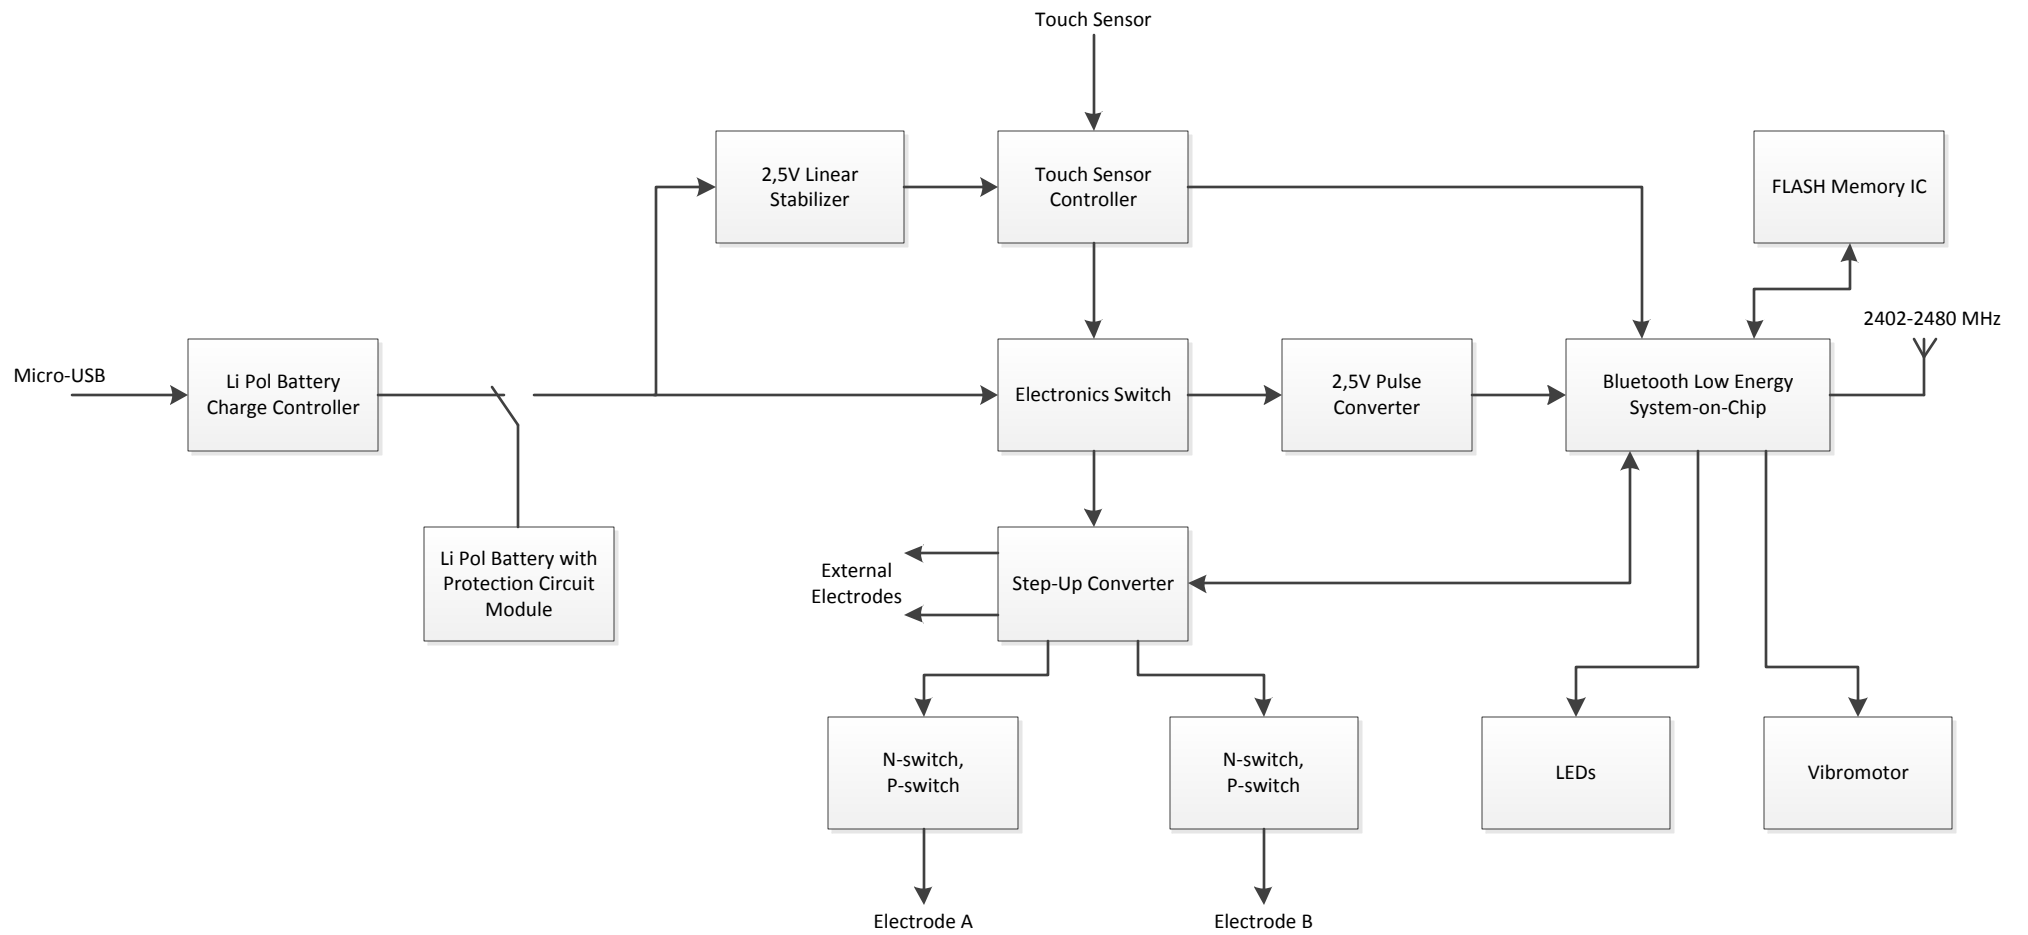 Touch Sensor
2,5V Linear
Stabilizer
Touch Sensor
Controller
FLASH Memory IC
2402-2480 MHz
Micro-USB
Li Pol Battery
Charge Controller
Electronics Switch
2,5V Pulse
Converter
Bluetooth Low Energy
System-on-Chip
Li Pol Battery with
Protection Circuit
Module
External
Electrodes
Step-Up Converter
N-switch,
P-switch
N-switch,
P-switch
LEDs
Vibromotor
Electrode A
Electrode B